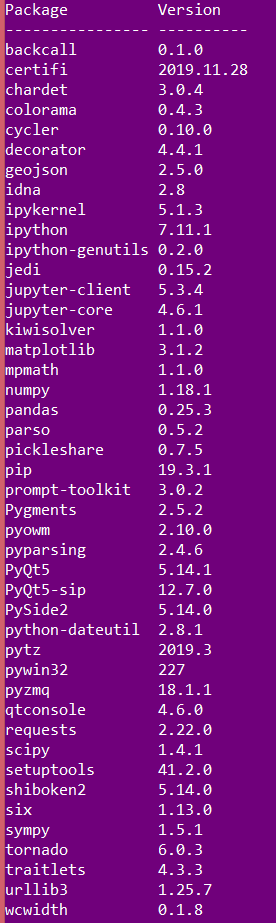 Package Version
---------------- ----------
backcall 0.1.0
certifi 2019.11.28
chardet 3.0.4
colorama 0.4.3
cycler 0.10.0
decorator 4.4.1
geojson 2.5.0
idna 2.8
ipykernel 5.1.3
ipython 7.11.1
ipython-genutils 0.2.0
jedi 0.15.2
jupyter-client 5.3.4
jupyter-core 4.6.1
kiwisolver 1.1.0
matplotlib 3.1.2
mpmath 1.1.0
numpy 1.18.1
pandas 0.25.3
parso 0.5.2
pickleshare 0.7.5
pip 19.3.1
prompt-toolkit 3.0.2
Pygments 2.5.2
pyowm 2.10.0
pyparsing 2.4.6
PyQt5 5.14.1
PyQt5-sip 12.7.0
PySide2 5.14.0
python-dateutil 2.8.1
pytz 2019.3
pywin32 227
pyzmq 18.1.1
qtconsole 4.6.0
requests 2.22.0
scipy 1.4.1
setuptools 41.2.0
shiboken2 5.14.0
six 1.13.0
sympy 1.5.1
tornado 6.0.3
traitlets 4.3.3
urllib3 1.25.7
wcwidth 0.1.8